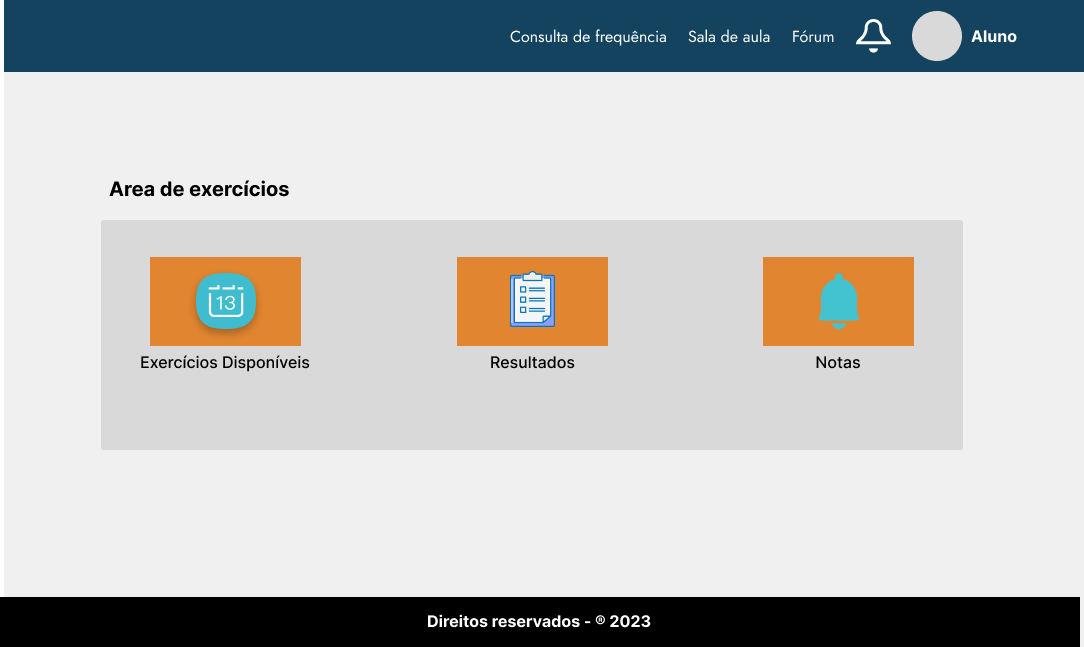 Consulta de frequência Sala de aula Fórum Aluno
Area de exercícios
13
Exercícios Disponíveis Resultados Notas
Direitos reservados - ® 2023